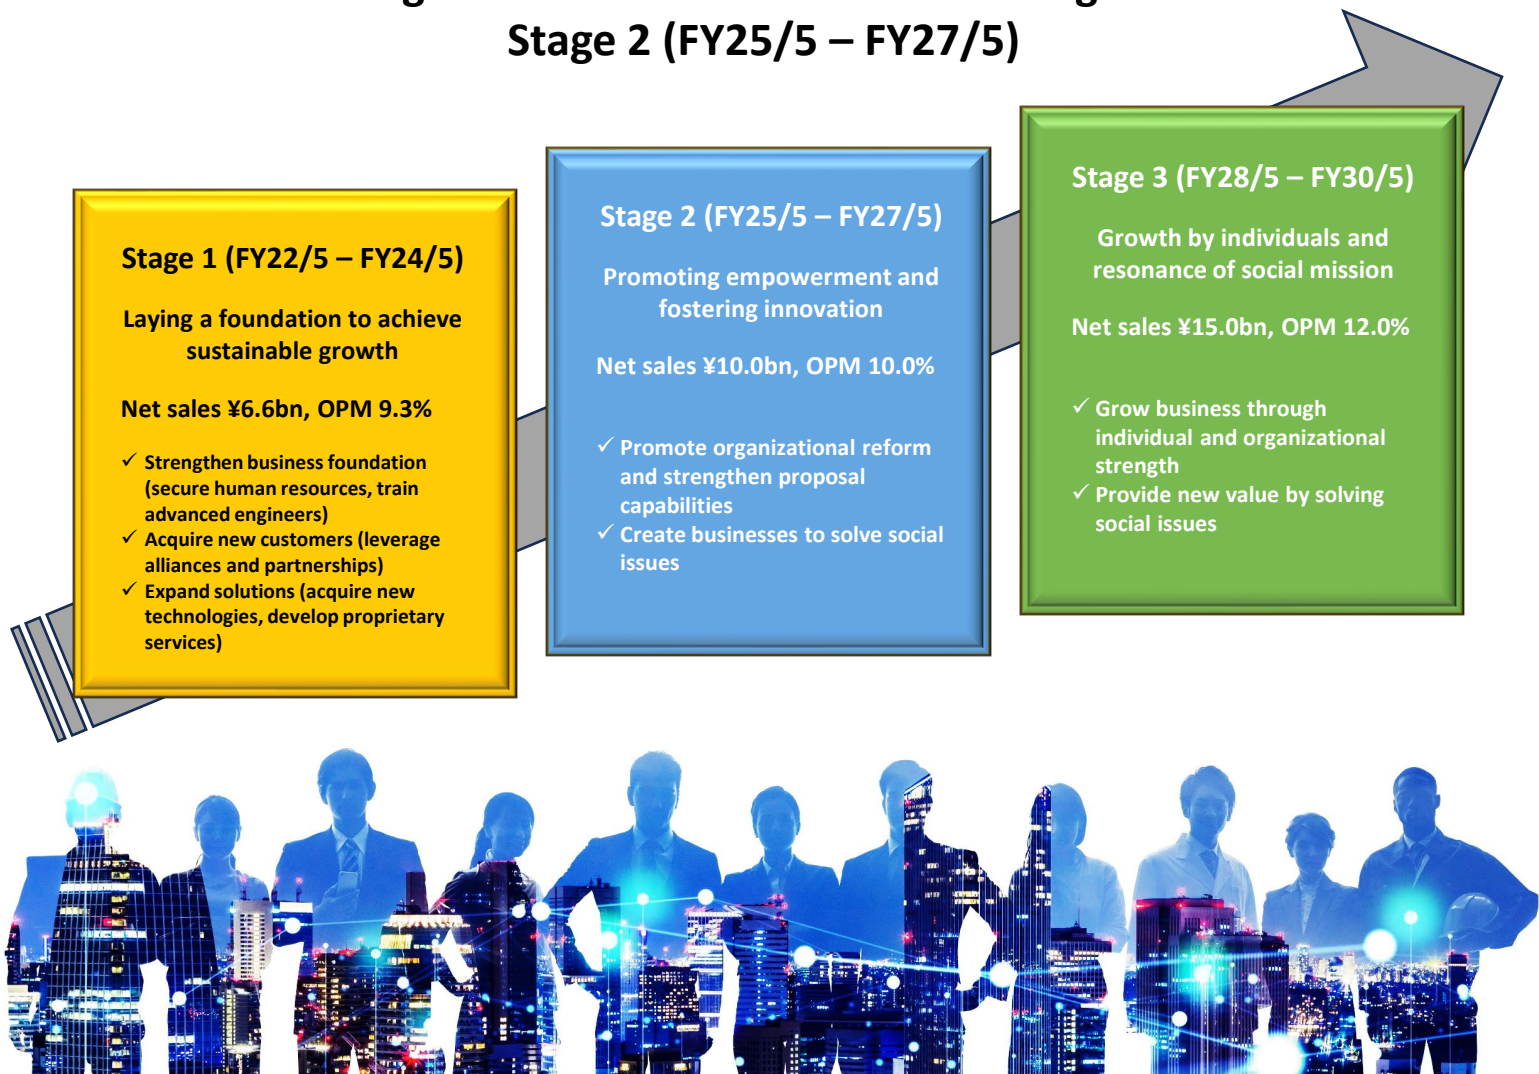 Stage 2 (FY25/5 – FY27/5)
Stage 1 (FY22/5 – FY24/5)
Laying a foundation to achieve
sustainable growth
Net sales ¥6.6bn, OPM 9.3%
✓ Strengthen business foundation
(secure human resources, train
advanced engineers)
✓ Acquire new customers (leverage
alliances and partnerships)
✓ Expand solutions (acquire new
technologies, develop proprietary
services)
Stage 2 (FY25/5 – FY27/5)
Promoting empowerment and
fostering innovation
Net sales ¥10.0bn, OPM 10.0%
✓ Promote organizational reform
and strengthen proposal
capabilities
✓ Create businesses to solve social
issues
Stage 3 (FY28/5 – FY30/5)
Growth by individuals and
resonance of social mission
Net sales ¥15.0bn, OPM 12.0%
✓ Grow business through
individual and organizational
strength
✓ Provide new value by solving
social issues